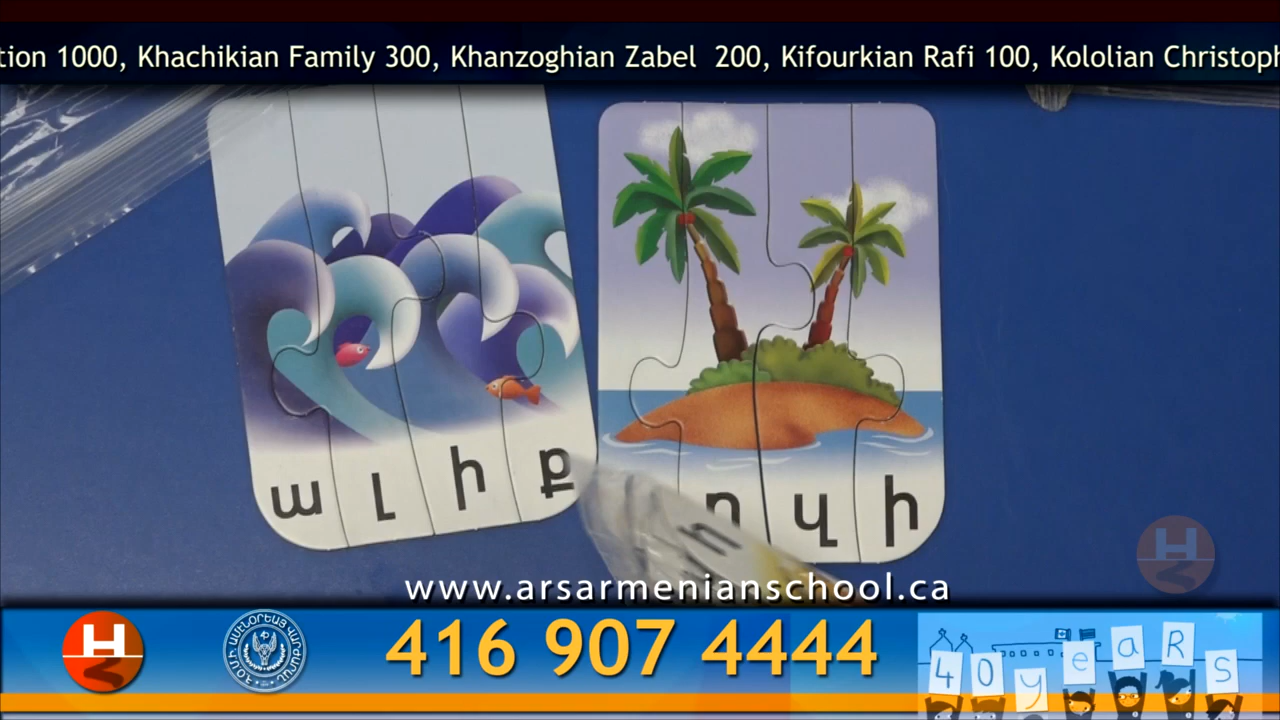 tion 1000, Khachikian Family 300, Khanzoghian Zabel 200, Kifourkian Rafi 100, Kololian Christoph
ալիք
ղզի
www.arsarmenianschool.ca
416 907 4444
40 yeaRS